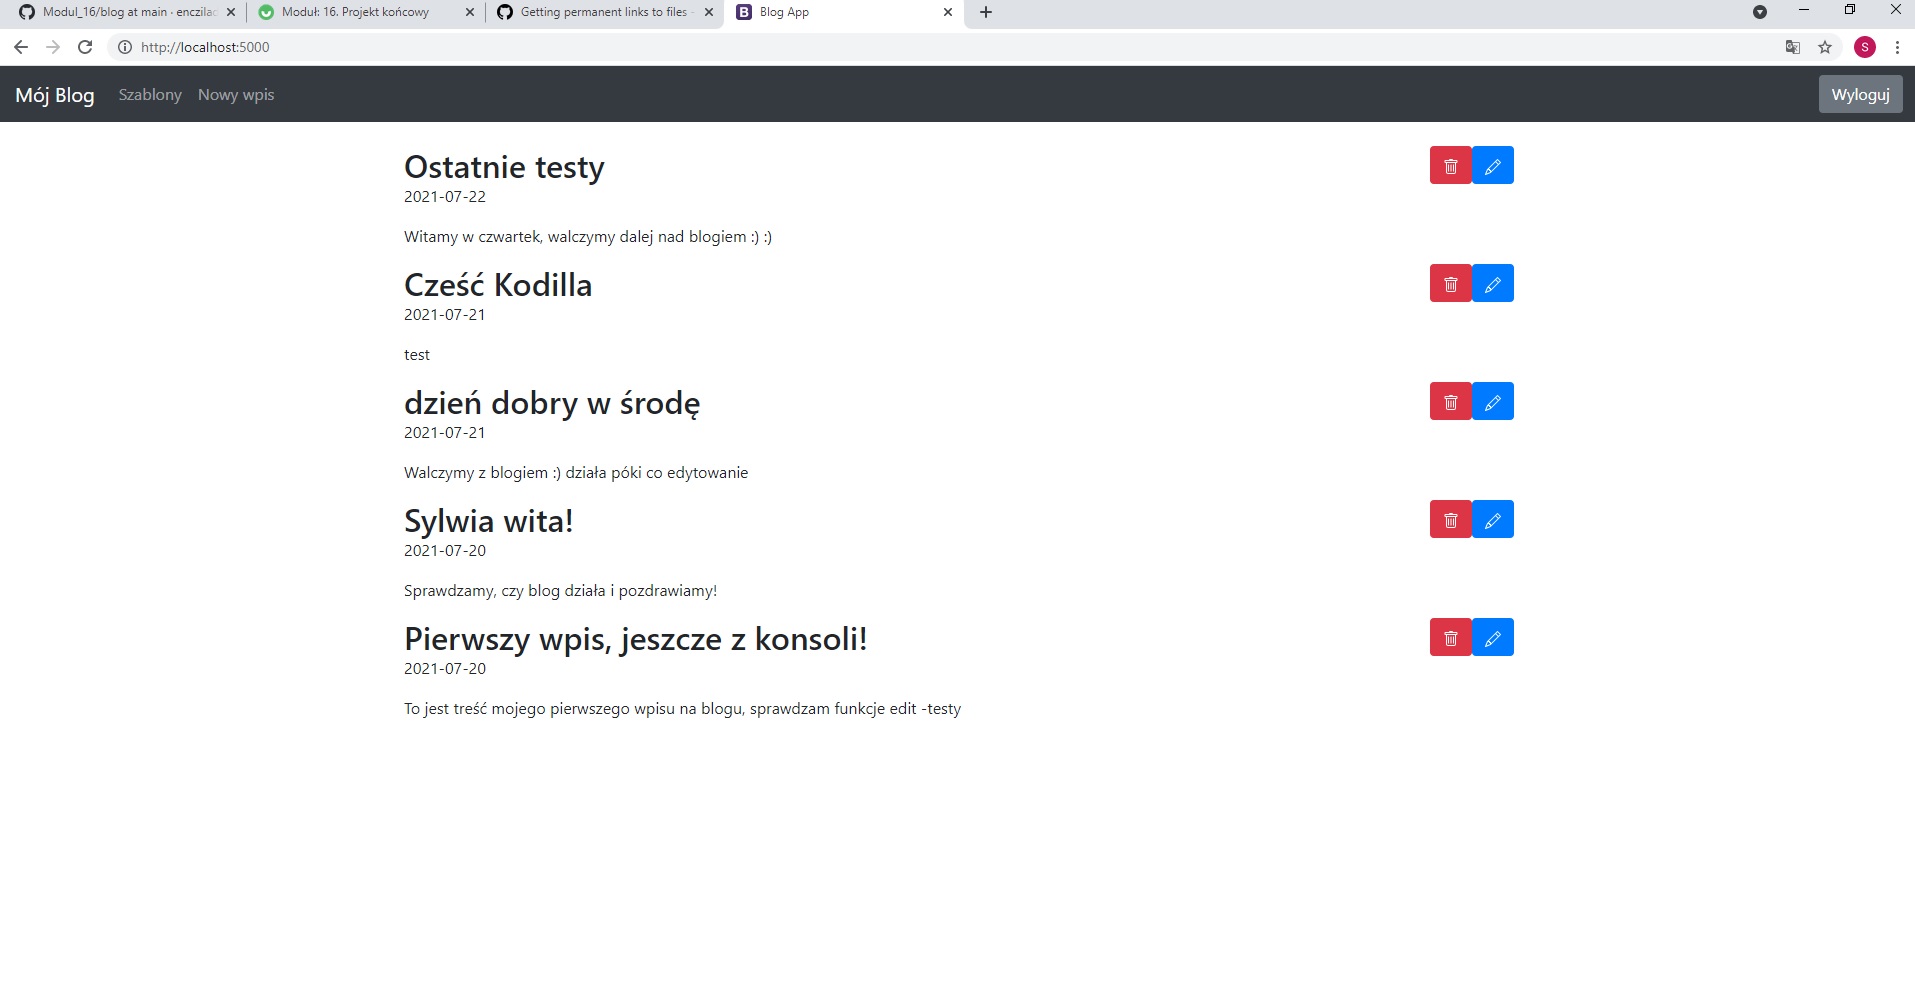 Modul_16/blog at main · enczilac
Moduł: 16. Projekt końcowy
Getting permanent links to files -
B Blog App
http://localhost:5000
S
Mój Blog Szablony Nowy wpis Wyloguj
Ostatnie testy
2021-07-22
Witamy w czwartek, walczymy dalej nad blogiem :) :)
Cześć Kodilla
2021-07-21
test
dzień dobry w środę
2021-07-21
Walczymy z blogiem :) działa póki co edytowanie
Sylwia wita!
2021-07-20
Sprawdzamy, czy blog działa i pozdrawiamy!
Pierwszy wpis, jeszcze z konsoli!
2021-07-20
To jest treść mojego pierwszego wpisu na blogu, sprawdzam funkcje edit -testy